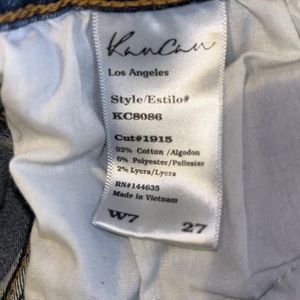 KanCan
Los Angeles
Style/Estilo#
KC8086
Cut#1915
92% Cotton /Algodon
6% Polyester/Poliester
2% Lycra/Lycra
RN#144635
Made in Vietnam
W7 27